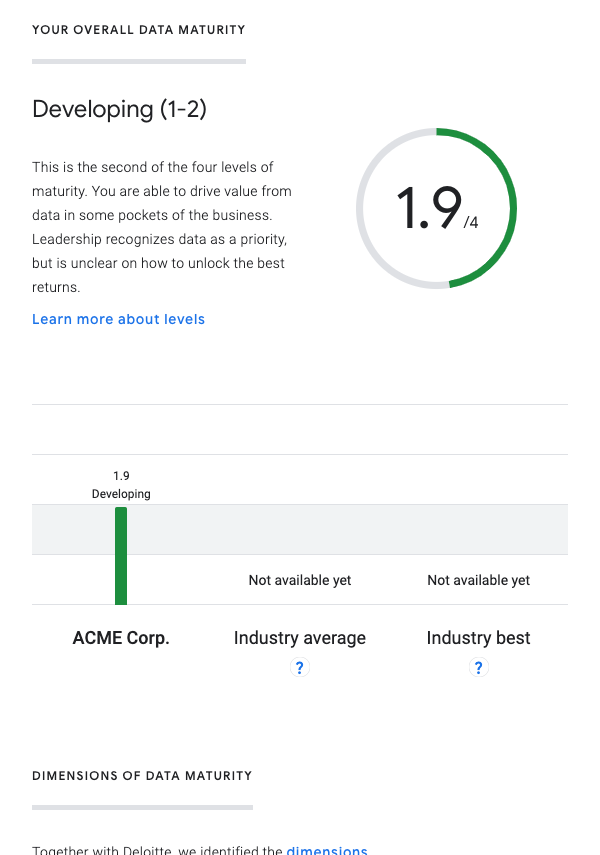 YOUR OVERALL DATA MATURITY
Developing (1-2)
This is the second of the four levels of
maturity. You are able to drive value from
data in some pockets of the business.
Leadership recognizes data as a priority,
but is unclear on how to unlock the best
returns.
Learn more about levels
1.9/4
1.9
Developing
Not available yet
Not available yet
ACME Corp.
Industry average
Industry best
?
?
DIMENSIONS OF DATA MATURITY
Together with Deloitte, we identified the dimensions